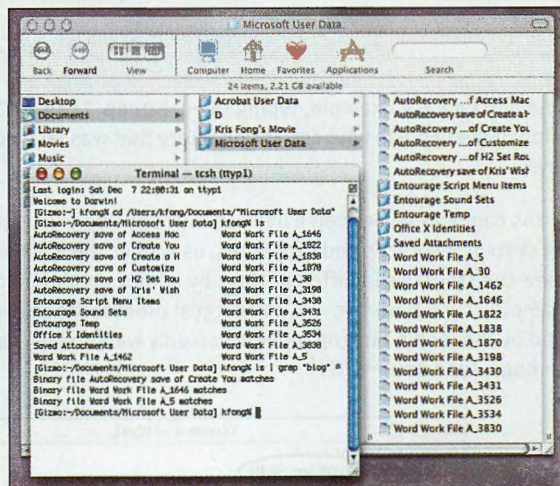 Microsoft User Data
Back Forward View Computer Home Favorites Applications Search
24 items, 2.21 GB available
Desktop
Documents
Library
Movies
Music
Acrobat User Data
D
Kris Fong's Movie
Microsoft User Data
AutoRecovery ...f Access Mac
AutoRecovery save of Create a H
AutoRecovery ...of Create You
AutoRecovery ...of Customize
AutoRecovery ...of H2 Set Rou
AutoRecovery save of Kris' Wish
Entourage Script Menu Items
Entourage Sound Sets
Entourage Temp
Office X Identities
Saved Attachments
Word Work File A_5
Word Work File A_30
Word Work File A_1462
Word Work File A_1646
Word Work File A_1822
Word Work File A_1838
Word Work File A_1870
Word Work File A_3198
Word Work File A_3430
Word Work File A_3431
Word Work File A_3526
Word Work File A_3534
Word Work File A_3830
Terminal — tcsh (ttyp1)
Last login: Sat Dec 7 22:00:31 on ttyp1
Welcome to Darwin!
[Gizmo:~] kfong% cd /Users/kfong/Documents/"Microsoft User Data"
[Gizmo:~/Documents/Microsoft User Data] kfong% ls
AutoRecovery save of Access Mac Word Work File A_1646
AutoRecovery save of Create You Word Work File A_1822
AutoRecovery save of Create a H Word Work File A_1838
AutoRecovery save of Customize Word Work File A_1870
AutoRecovery save of H2 Set Rou Word Work File A_30
AutoRecovery save of Kris' Wish Word Work File A_3198
Entourage Script Menu Items Word Work File A_3430
Entourage Sound Sets Word Work File A_3431
Entourage Temp Word Work File A_3526
Office X Identities Word Work File A_3534
Saved Attachments Word Work File A_3830
Word Work File A_1462 Word Work File A_5
[Gizmo:~/Documents/Microsoft User Data] kfong% ls | grep "blog" *
Binary file AutoRecovery save of Create You matches
Binary file Word Work File A_1646 matches
Binary file Word Work File A_5 matches
[Gizmo:~/Documents/Microsoft User Data] kfong%